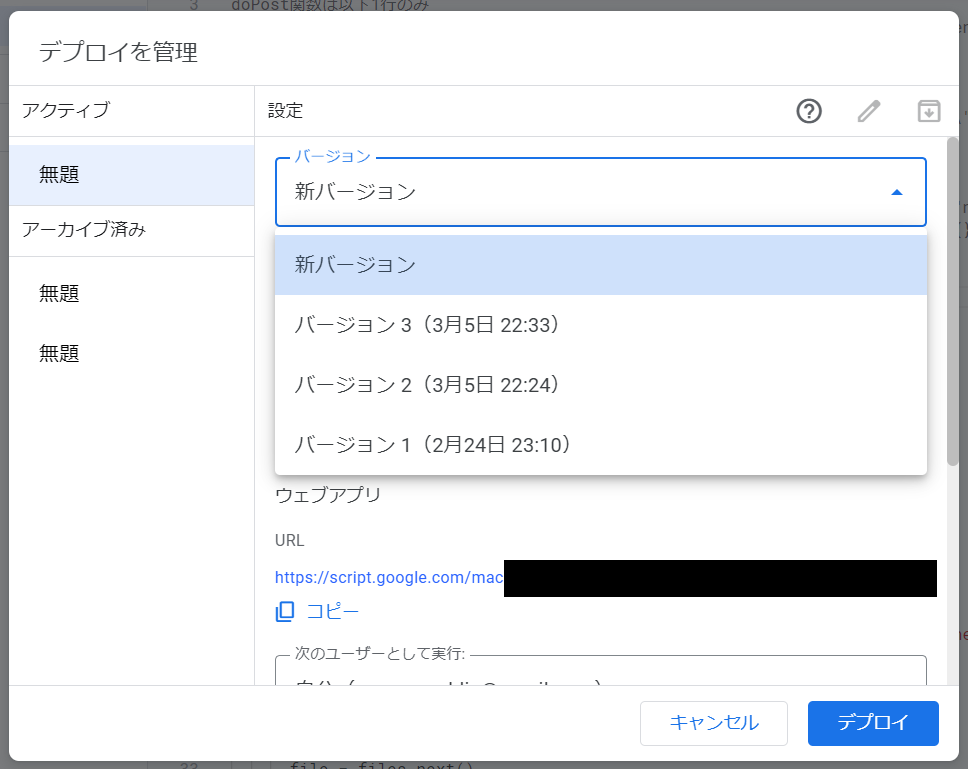 3 doPost関数は以下1行のみ
デプロイを管理
アクティブ
設定
無題
アーカイブ済み
無題
無題
バージョン
新バージョン
新バージョン
バージョン 3（3月5日 22:33）
バージョン 2（3月5日 22:24）
バージョン 1（2月24日 23:10）
ウェブアプリ
URL
https://script.google.com/mac
コピー
次のユーザーとして実行:
キャンセル
デプロイ
33 file = files.next()